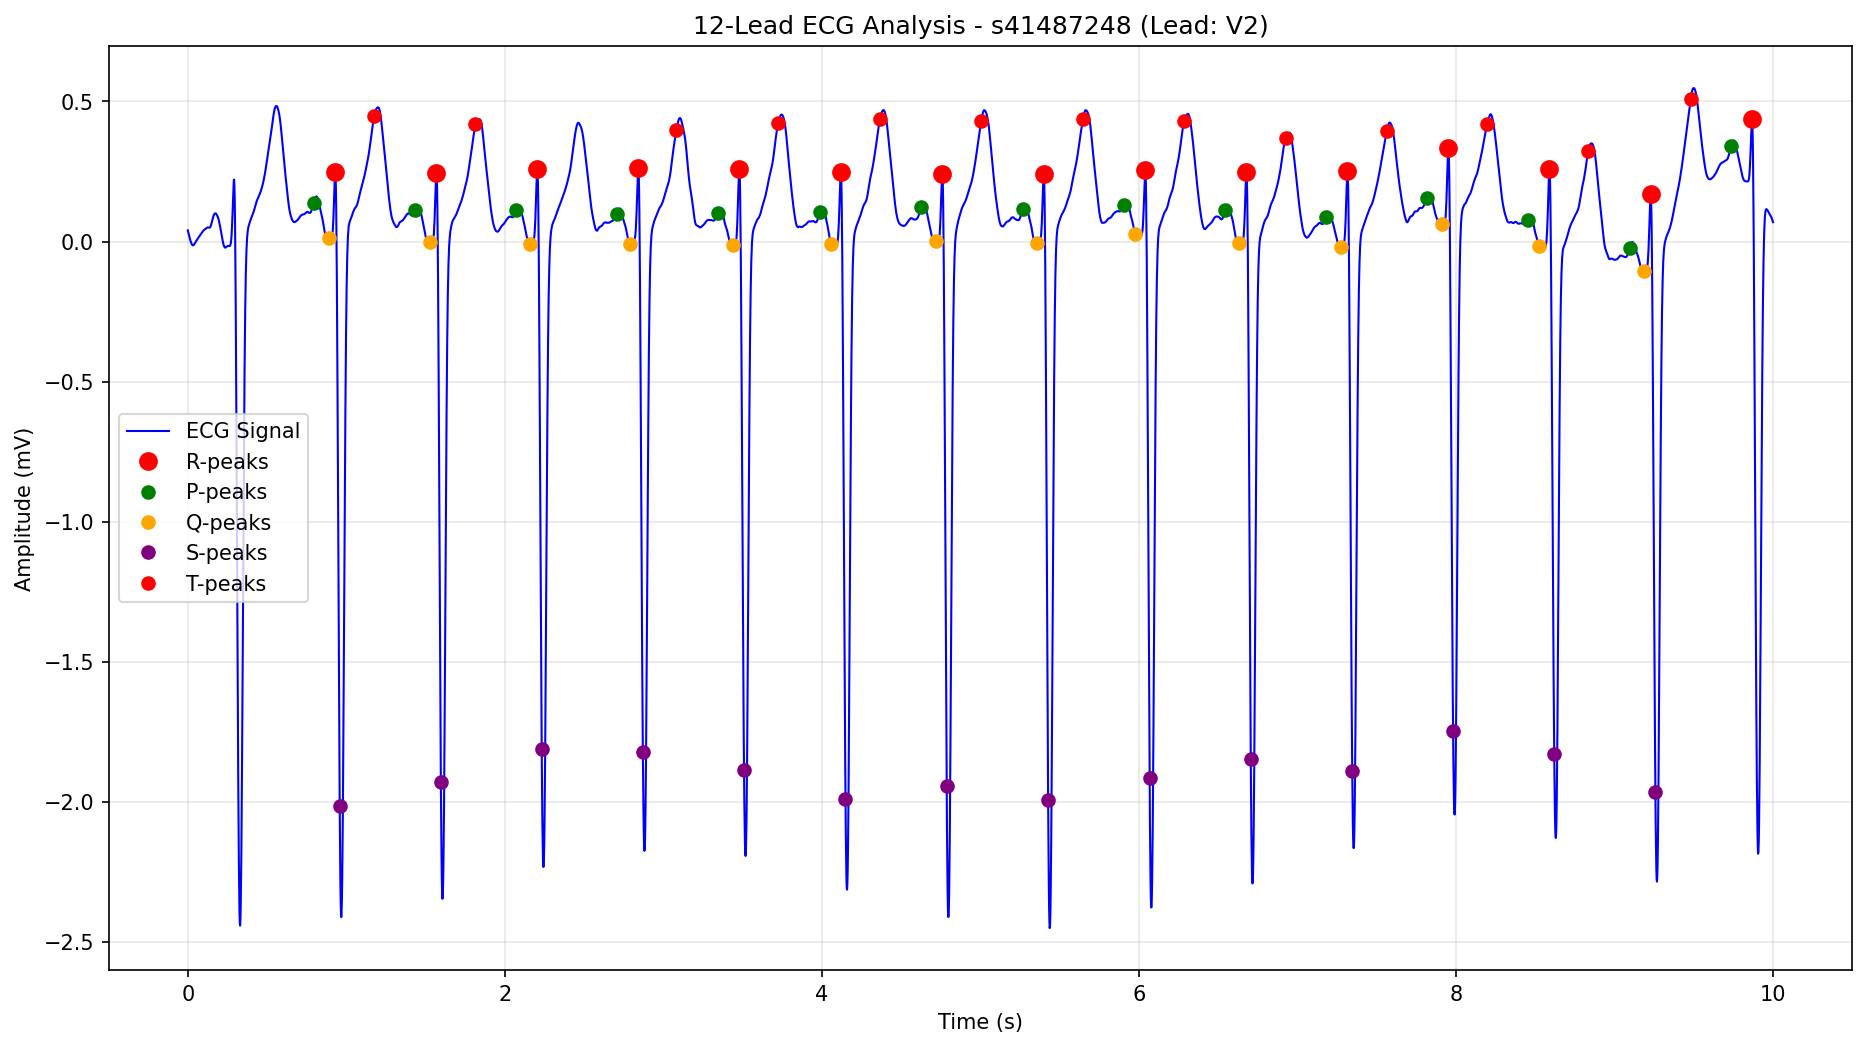 12-Lead ECG Analysis - s41487248 (Lead: V2)
0.5
0.0
−0.5
−1.0
−1.5
−2.0
−2.5
Amplitude (mV)
ECG Signal
R-peaks
P-peaks
Q-peaks
S-peaks
T-peaks
0 2 4 6 8 10
Time (s)